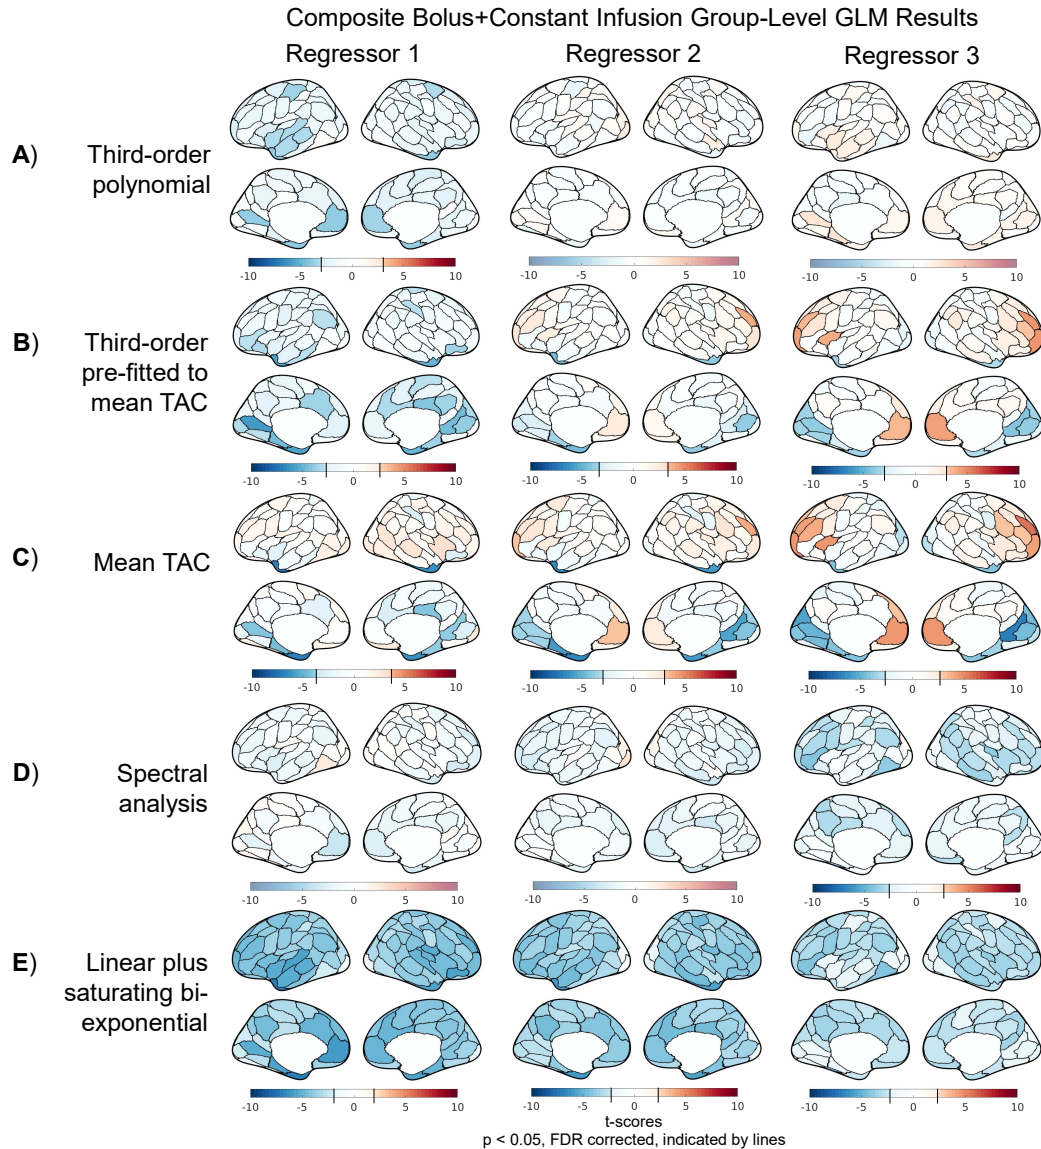 Composite Bolus+Constant Infusion Group-Level GLM Results
Regressor 1 Regressor 2 Regressor 3
A) Third-order
polynomial
-10 -5 0 5 10 -10 -5 0 5 10 -10 -5 0 5 10
B) Third-order
pre-fitted to
mean TAC
-10 -5 0 5 10 -10 -5 0 5 10 -10 -5 0 5 10
C) Mean TAC
-10 -5 0 5 10 -10 -5 0 5 10 -10 -5 0 5 10
D) Spectral
analysis
-10 -5 0 5 10 -10 -5 0 5 10 -10 -5 0 5 10
E) Linear plus
saturating bi-
exponential
-10 -5 0 5 10 -10 -5 0 5 10 -10 -5 0 5 10
t-scores
p < 0.05, FDR corrected, indicated by lines